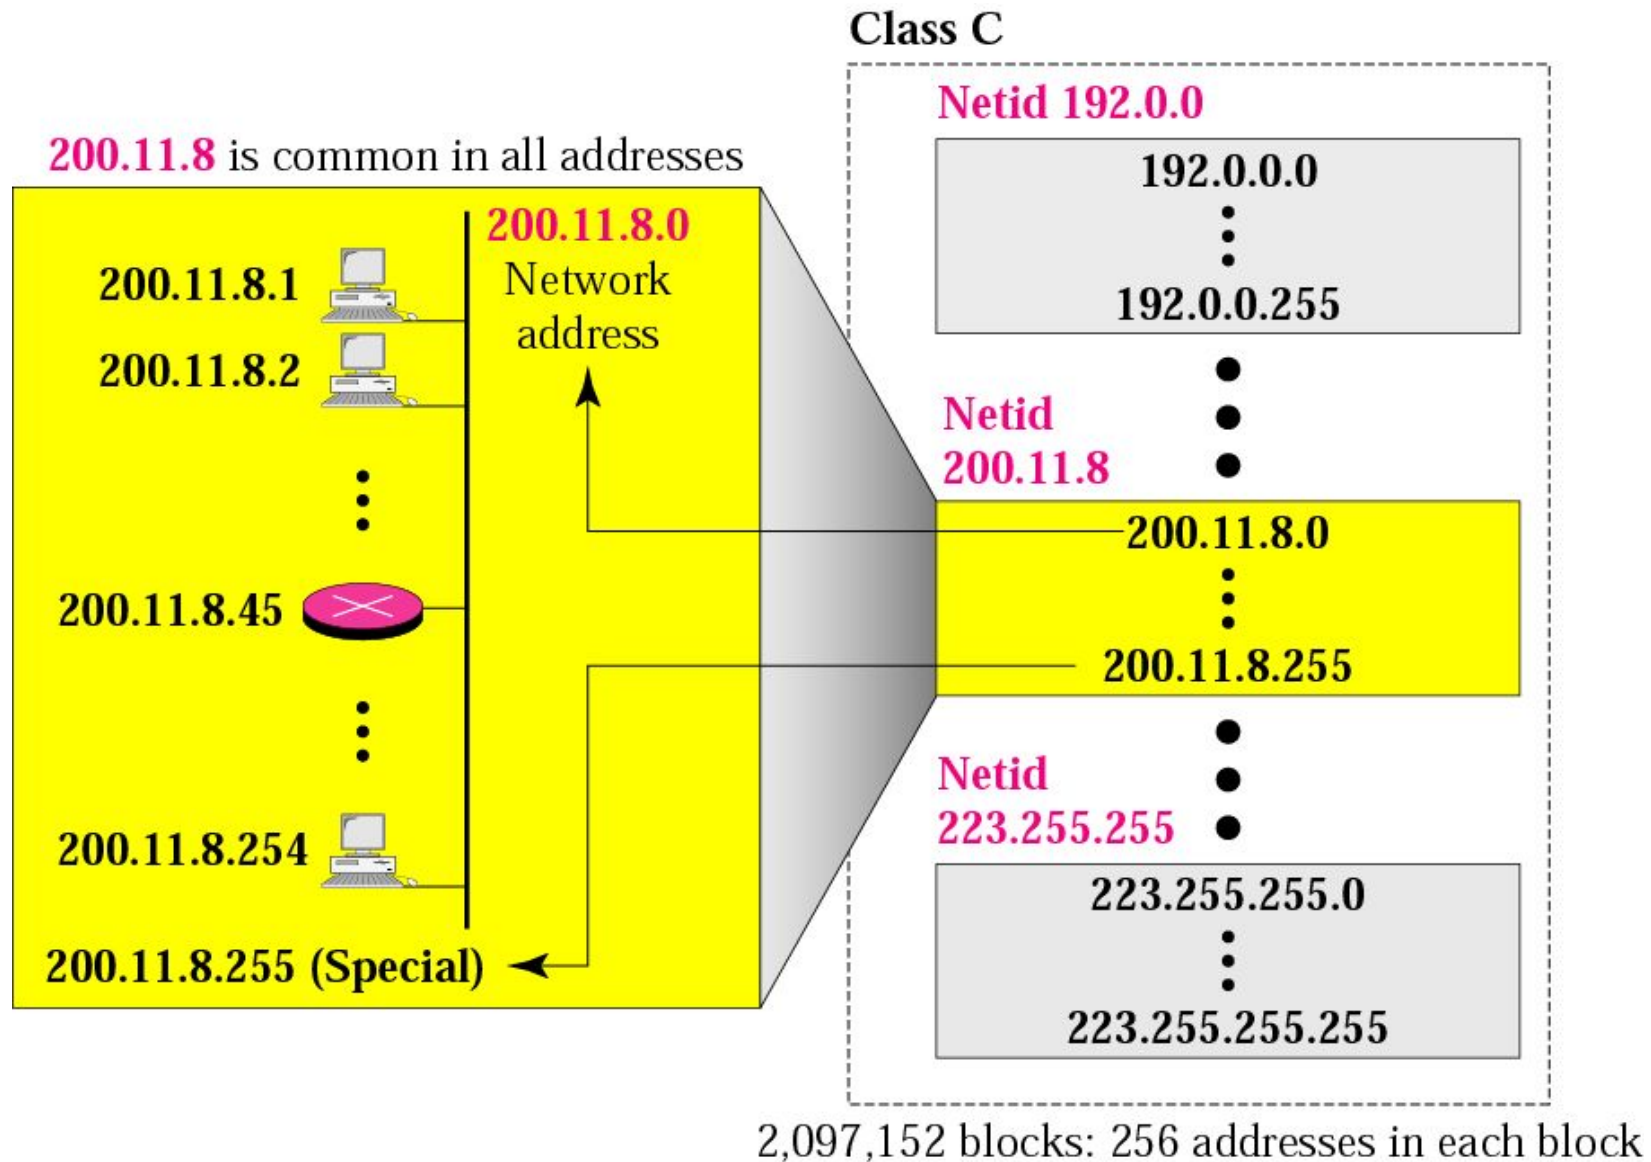 Class C
Netid 192.0.0
192.0.0.0
192.0.0.255
200.11.8 is common in all addresses
200.11.8.0
Network
address
200.11.8.1
200.11.8.2
200.11.8.45
200.11.8.254
200.11.8.255 (Special)
Netid
200.11.8
200.11.8.0
200.11.8.255
Netid
223.255.255
223.255.255.0
223.255.255.255
2,097,152 blocks: 256 addresses in each block